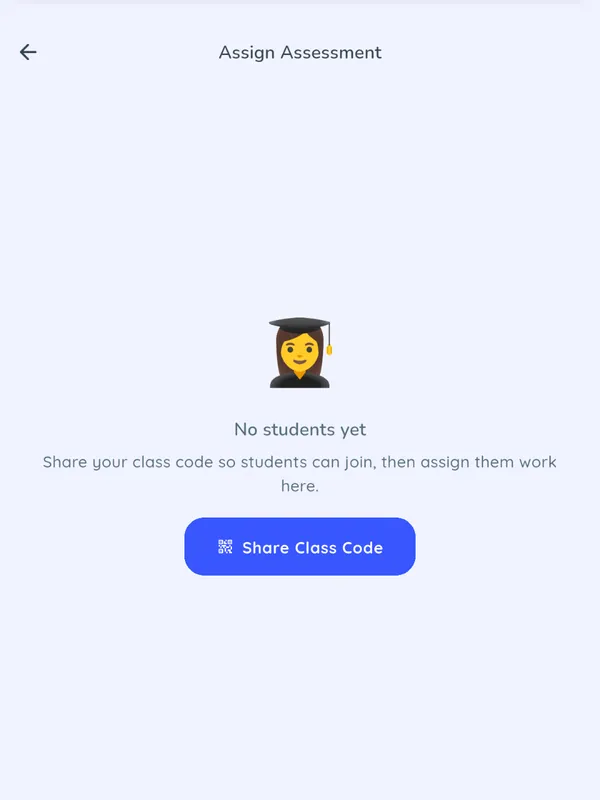 Assign Assessment
No students yet
Share your class code so students can join, then assign them work
here.
Share Class Code